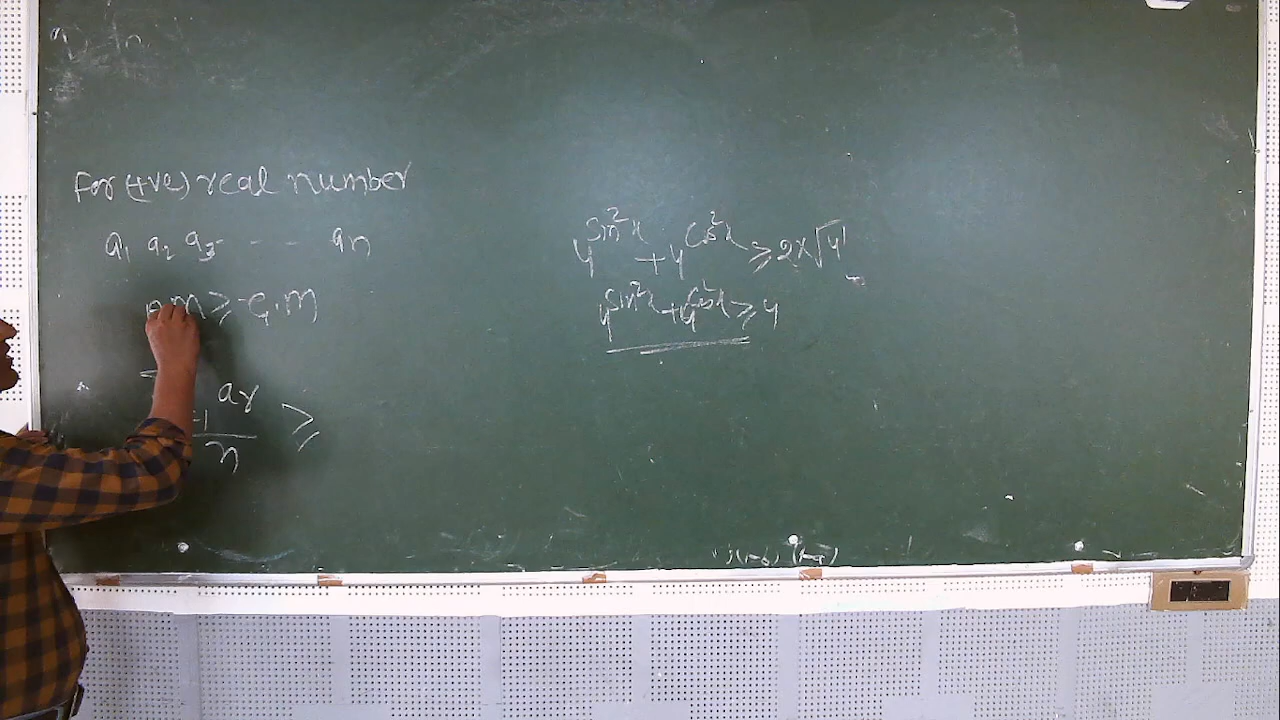 For (+ve) real number
a₁ a₂ a₃ - - - aₙ
.M ≥ G.M
aᵣ
n
≥
4^sin²x + 4^cos²x ≥ 2×√4
4^sin²x + 4^cos²x ≥ 4